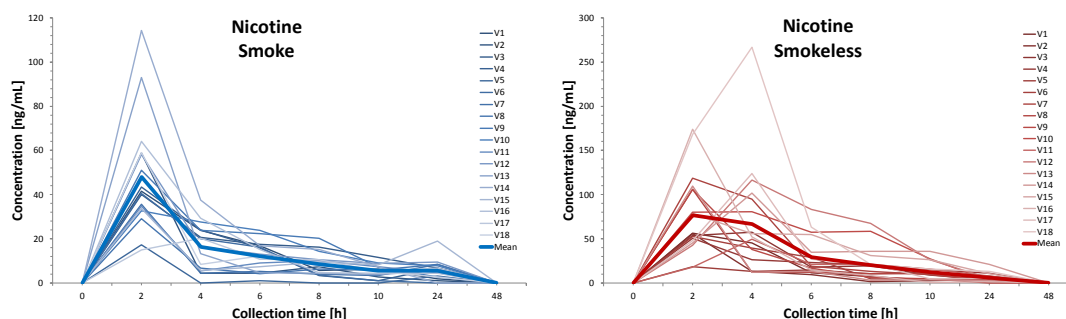 Nicotine
Smoke
Concentration [ng/mL]
120
100
80
60
40
20
0
0 2 4 6 8 10 24 48
Collection time [h]
V1
V2
V3
V4
V5
V6
V7
V8
V9
V10
V11
V12
V13
V14
V15
V16
V17
V18
Mean
Nicotine
Smokeless
Concentration [ng/mL]
300
250
200
150
100
50
0
0 2 4 6 8 10 24 48
Collection time [h]
V1
V2
V3
V4
V5
V6
V7
V8
V9
V10
V11
V12
V13
V14
V15
V16
V17
V18
Mean